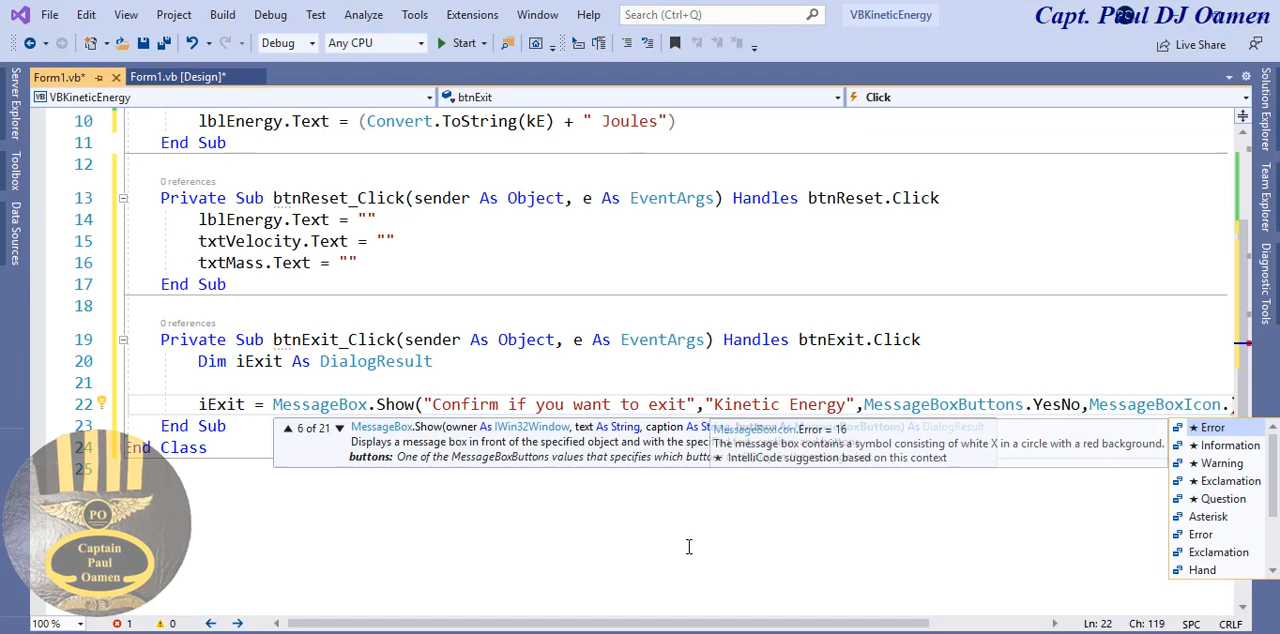 File Edit View Project Build Debug Test Analyze Tools Extensions Window Help Search (Ctrl+Q) VBKineticEnergy
Capt. Paul DJ Oamen
Debug Any CPU Start Live Share
Form1.vb* Form1.vb [Design]*
VBKineticEnergy btnExit Click
Server Explorer
Toolbox
Data Sources
Solution Explorer
Team Explorer
Diagnostic Tools
10 lblEnergy.Text = (Convert.ToString(kE) + " Joules")
11 End Sub
12
0 references
13 Private Sub btnReset_Click(sender As Object, e As EventArgs) Handles btnReset.Click
14 lblEnergy.Text = ""
15 txtVelocity.Text = ""
16 txtMass.Text = ""
17 End Sub
18
0 references
19 Private Sub btnExit_Click(sender As Object, e As EventArgs) Handles btnExit.Click
20 Dim iExit As DialogResult
21
22 iExit = MessageBox.Show("Confirm if you want to exit","Kinetic Energy",MessageBoxButtons.YesNo,MessageBoxIcon.)
23 End Sub
24 End Class
25
6 of 21 MessageBox.Show(owner As IWin32Window, text As String, caption As String, buttons As MessageBoxButtons) As DialogResult
Displays a message box in front of the specified object and with the spec
buttons: One of the MessageBoxButtons values that specifies which butt
MessageBoxIcon.Error = 16
The message box contains a symbol consisting of white X in a circle with a red background.
★ IntelliCode suggestion based on this context
★ Error
★ Information
★ Warning
★ Exclamation
★ Question
Asterisk
Error
Exclamation
Hand
PO
Captain
Paul
Oamen
100 % 1 0 Ln: 22 Ch: 119 SPC CRLF